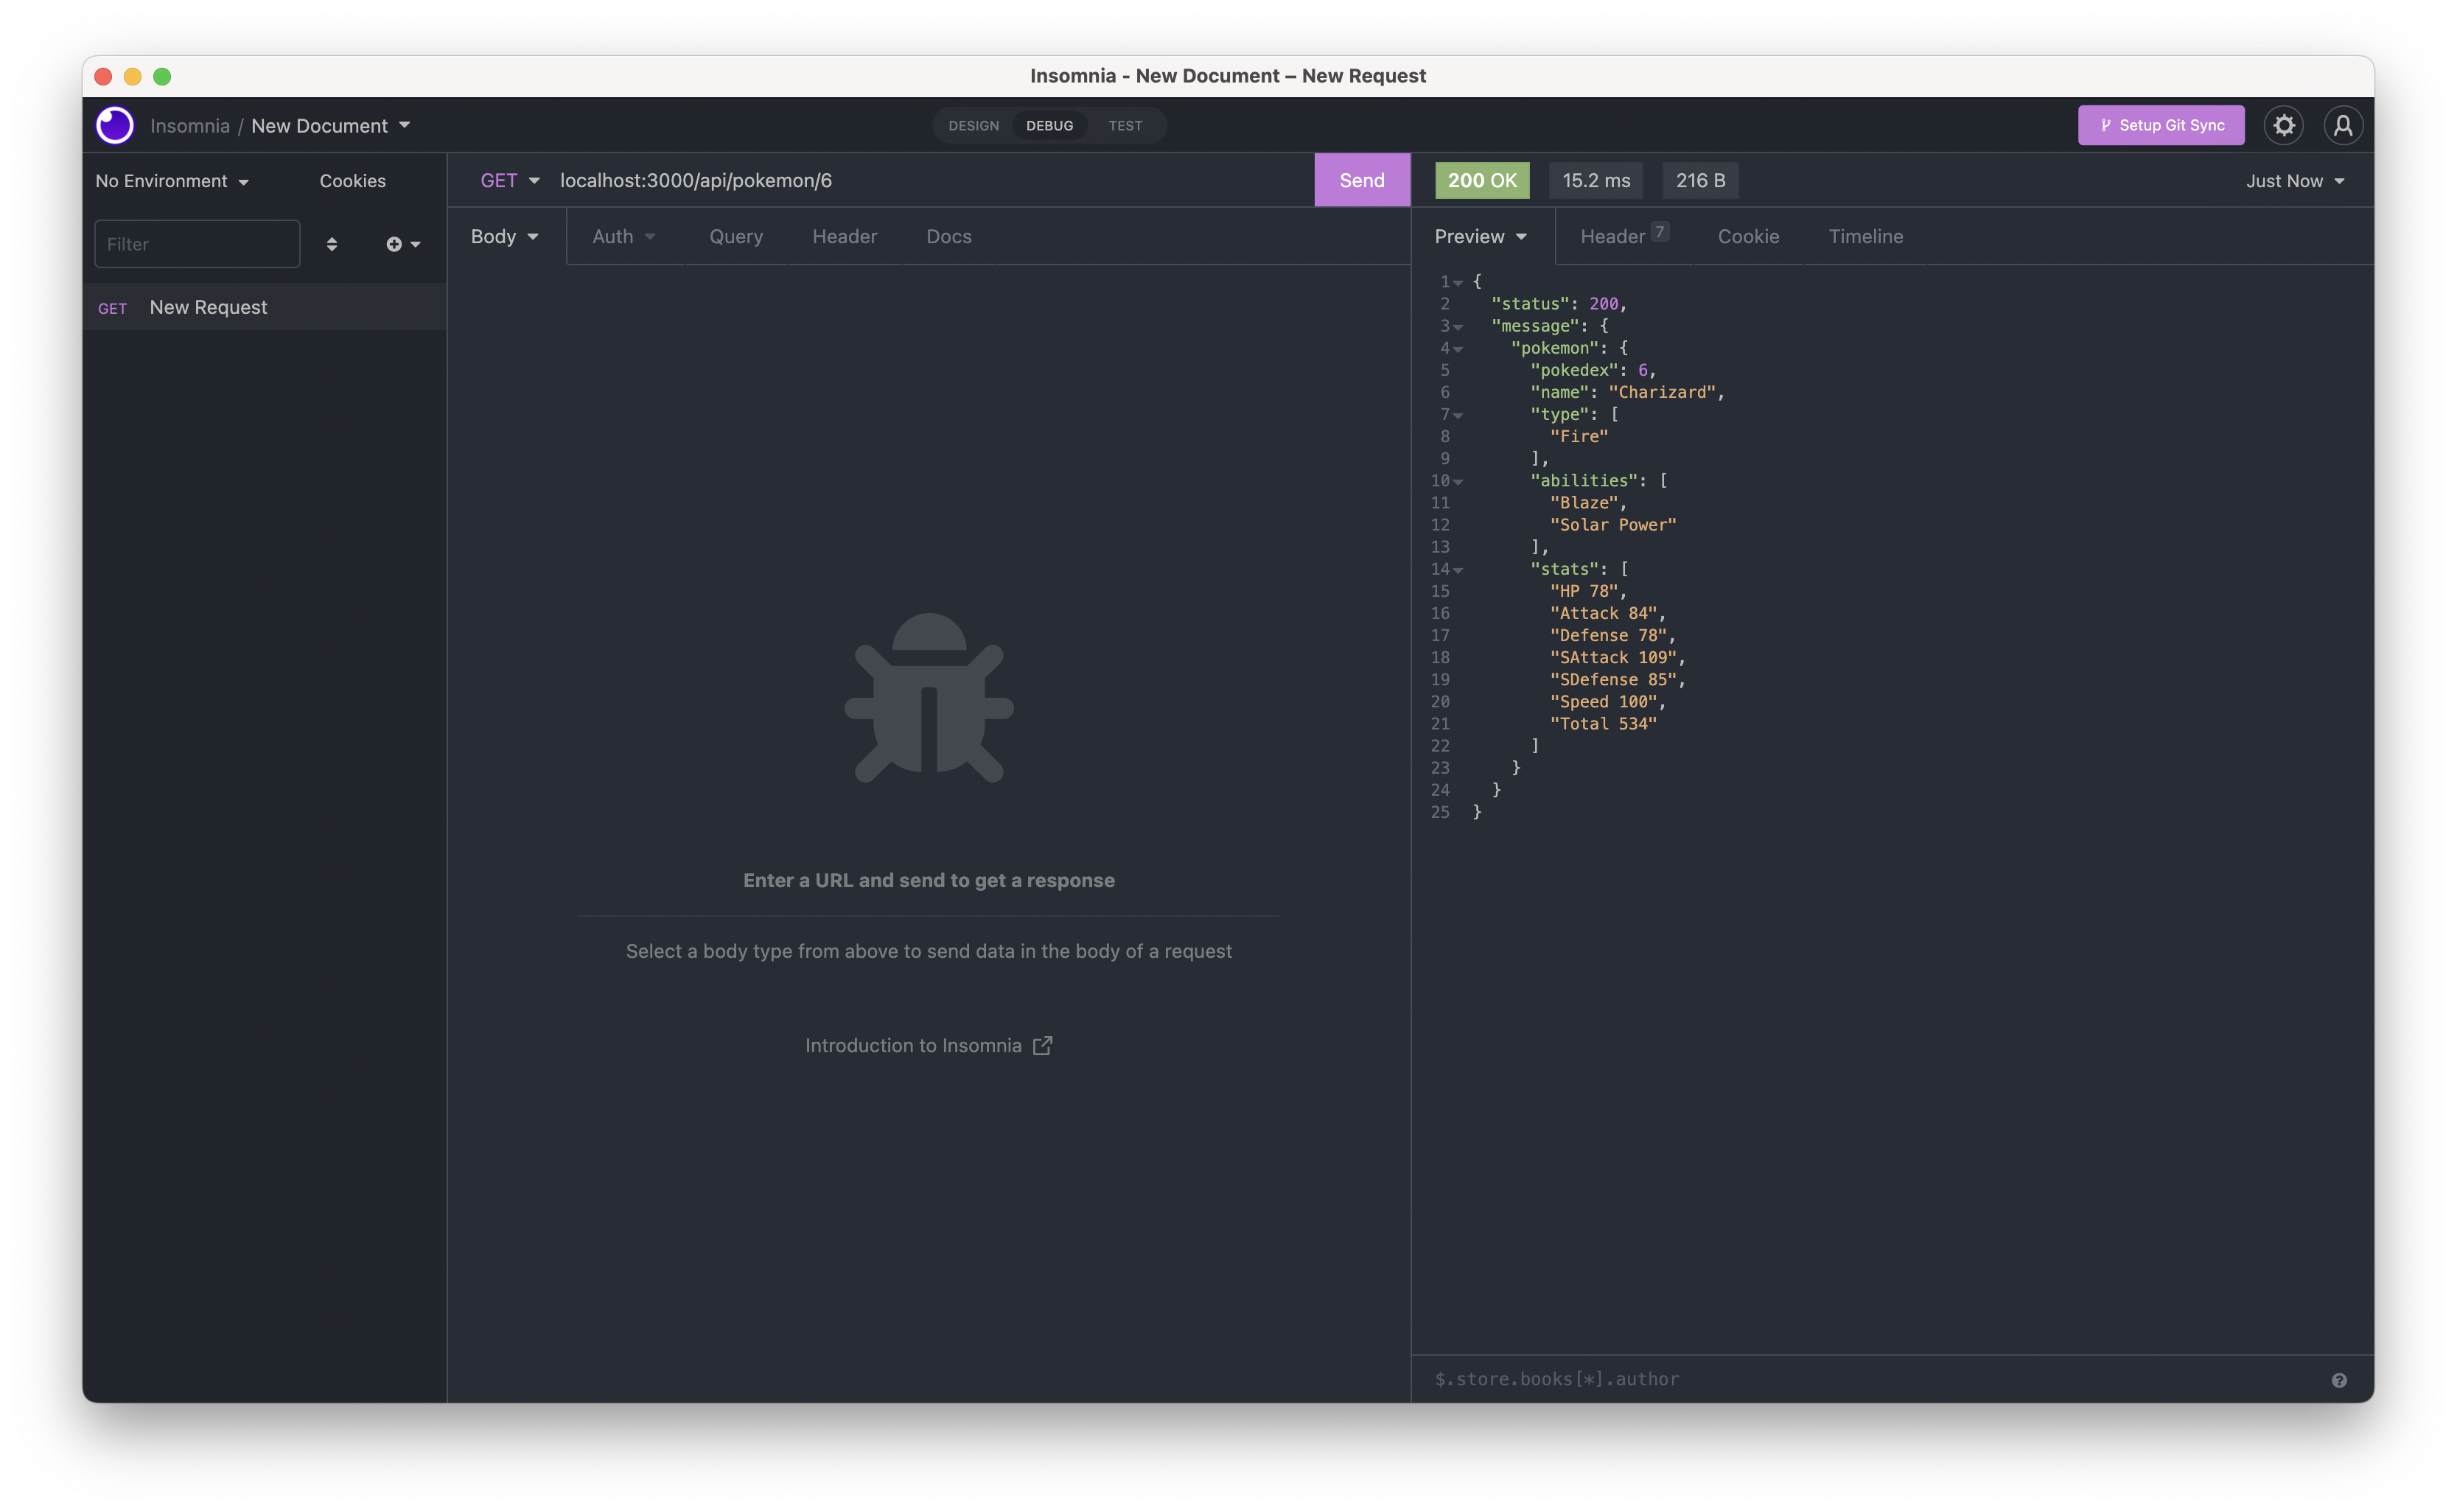 Insomnia - New Document – New Request
Insomnia / New Document
DESIGN DEBUG TEST
Setup Git Sync
No Environment Cookies
GET localhost:3000/api/pokemon/6 Send
200 OK 15.2 ms 216 B Just Now
Filter
Body Auth Query Header Docs
Preview Header 7 Cookie Timeline
GET New Request
Enter a URL and send to get a response
Select a body type from above to send data in the body of a request
Introduction to Insomnia
1 {
2 "status": 200,
3 "message": {
4 "pokemon": {
5 "pokedex": 6,
6 "name": "Charizard",
7 "type": [
8 "Fire"
9 ],
10 "abilities": [
11 "Blaze",
12 "Solar Power"
13 ],
14 "stats": [
15 "HP 78",
16 "Attack 84",
17 "Defense 78",
18 "SAttack 109",
19 "SDefense 85",
20 "Speed 100",
21 "Total 534"
22 ]
23 }
24 }
25 }
$.store.books[*].author
?